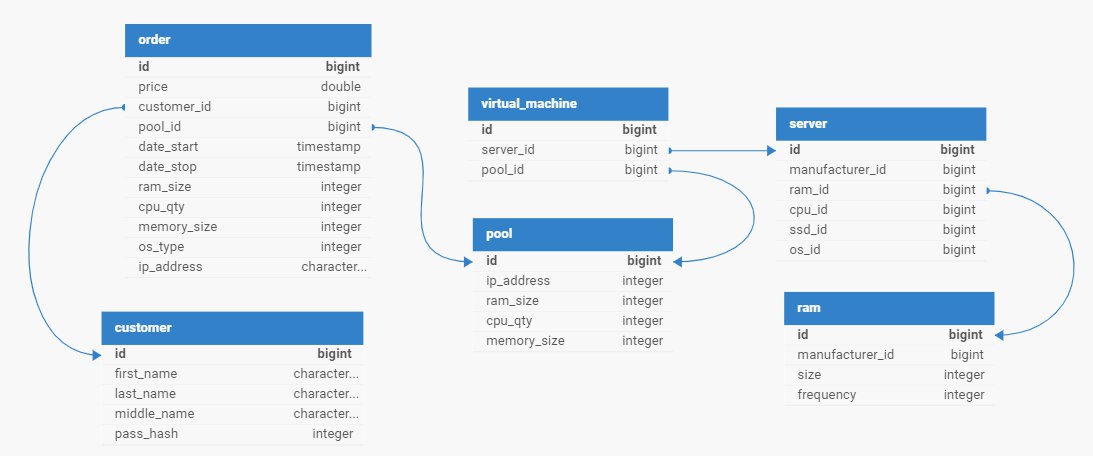 order
id bigint
price double
customer_id bigint
pool_id bigint
date_start timestamp
date_stop timestamp
ram_size integer
cpu_qty integer
memory_size integer
os_type integer
ip_address character...
customer
id bigint
first_name character...
last_name character...
middle_name character...
pass_hash integer
virtual_machine
id bigint
server_id bigint
pool_id bigint
pool
id bigint
ip_address integer
ram_size integer
cpu_qty integer
memory_size integer
server
id bigint
manufacturer_id bigint
ram_id bigint
cpu_id bigint
ssd_id bigint
os_id bigint
ram
id bigint
manufacturer_id bigint
size integer
frequency integer